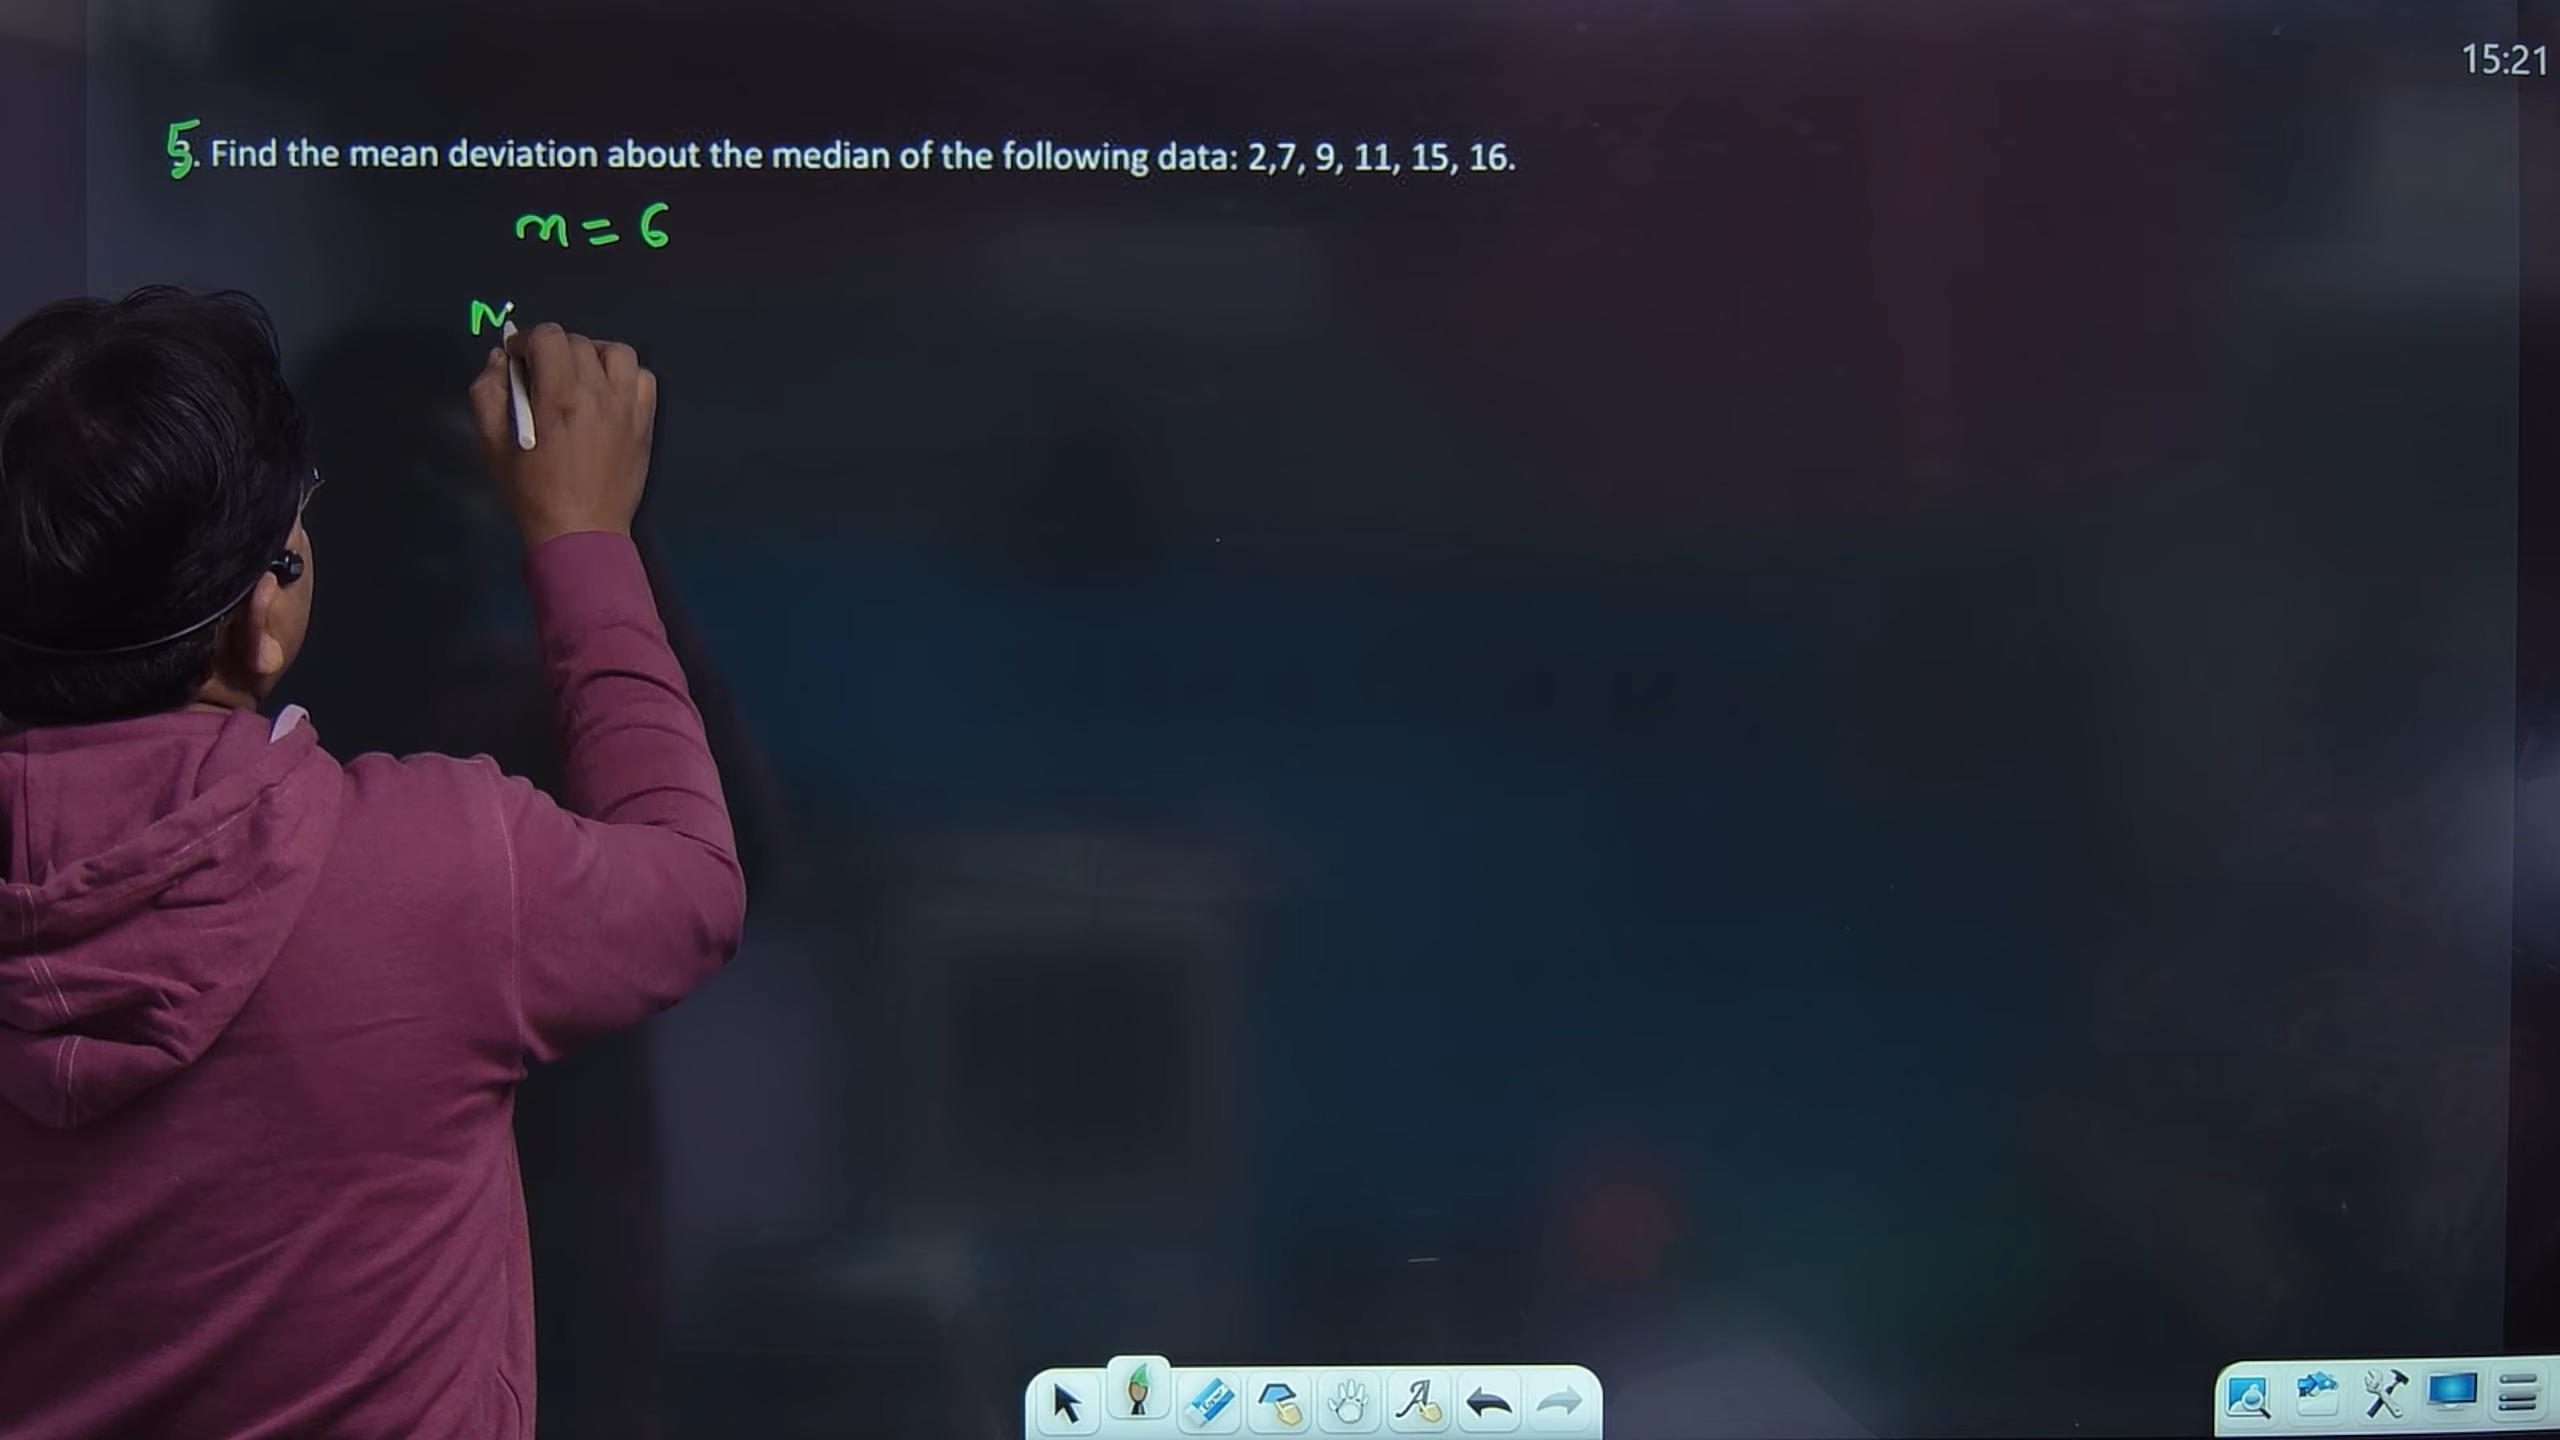 15:21
5. Find the mean deviation about the median of the following data: 2,7, 9, 11, 15, 16.
n = 6